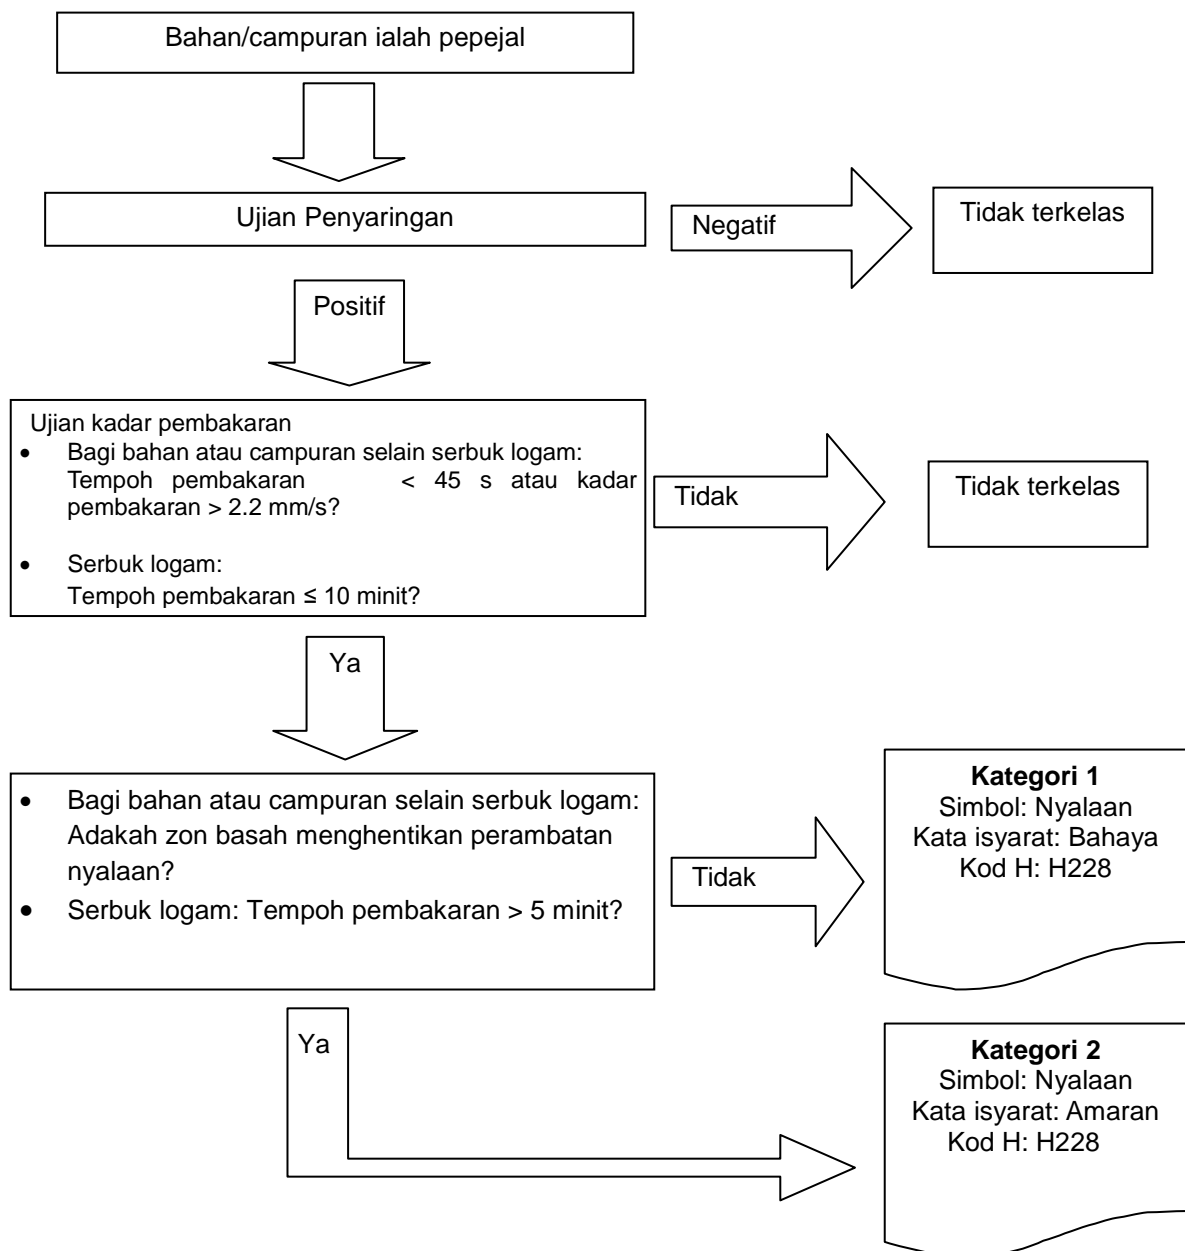 Bahan/campuran ialah pepejal
Ujian Penyaringan
Negatif
Tidak terkelas
Positif
Ujian kadar pembakaran
• Bagi bahan atau campuran selain serbuk logam:
Tempoh pembakaran < 45 s atau kadar
pembakaran > 2.2 mm/s?
• Serbuk logam:
Tempoh pembakaran ≤ 10 minit?
Tidak
Tidak terkelas
Ya
• Bagi bahan atau campuran selain serbuk logam:
Adakah zon basah menghentikan perambatan
nyalaan?
• Serbuk logam: Tempoh pembakaran > 5 minit?
Tidak
Kategori 1
Simbol: Nyalaan
Kata isyarat: Bahaya
Kod H: H228
Ya
Kategori 2
Simbol: Nyalaan
Kata isyarat: Amaran
Kod H: H228